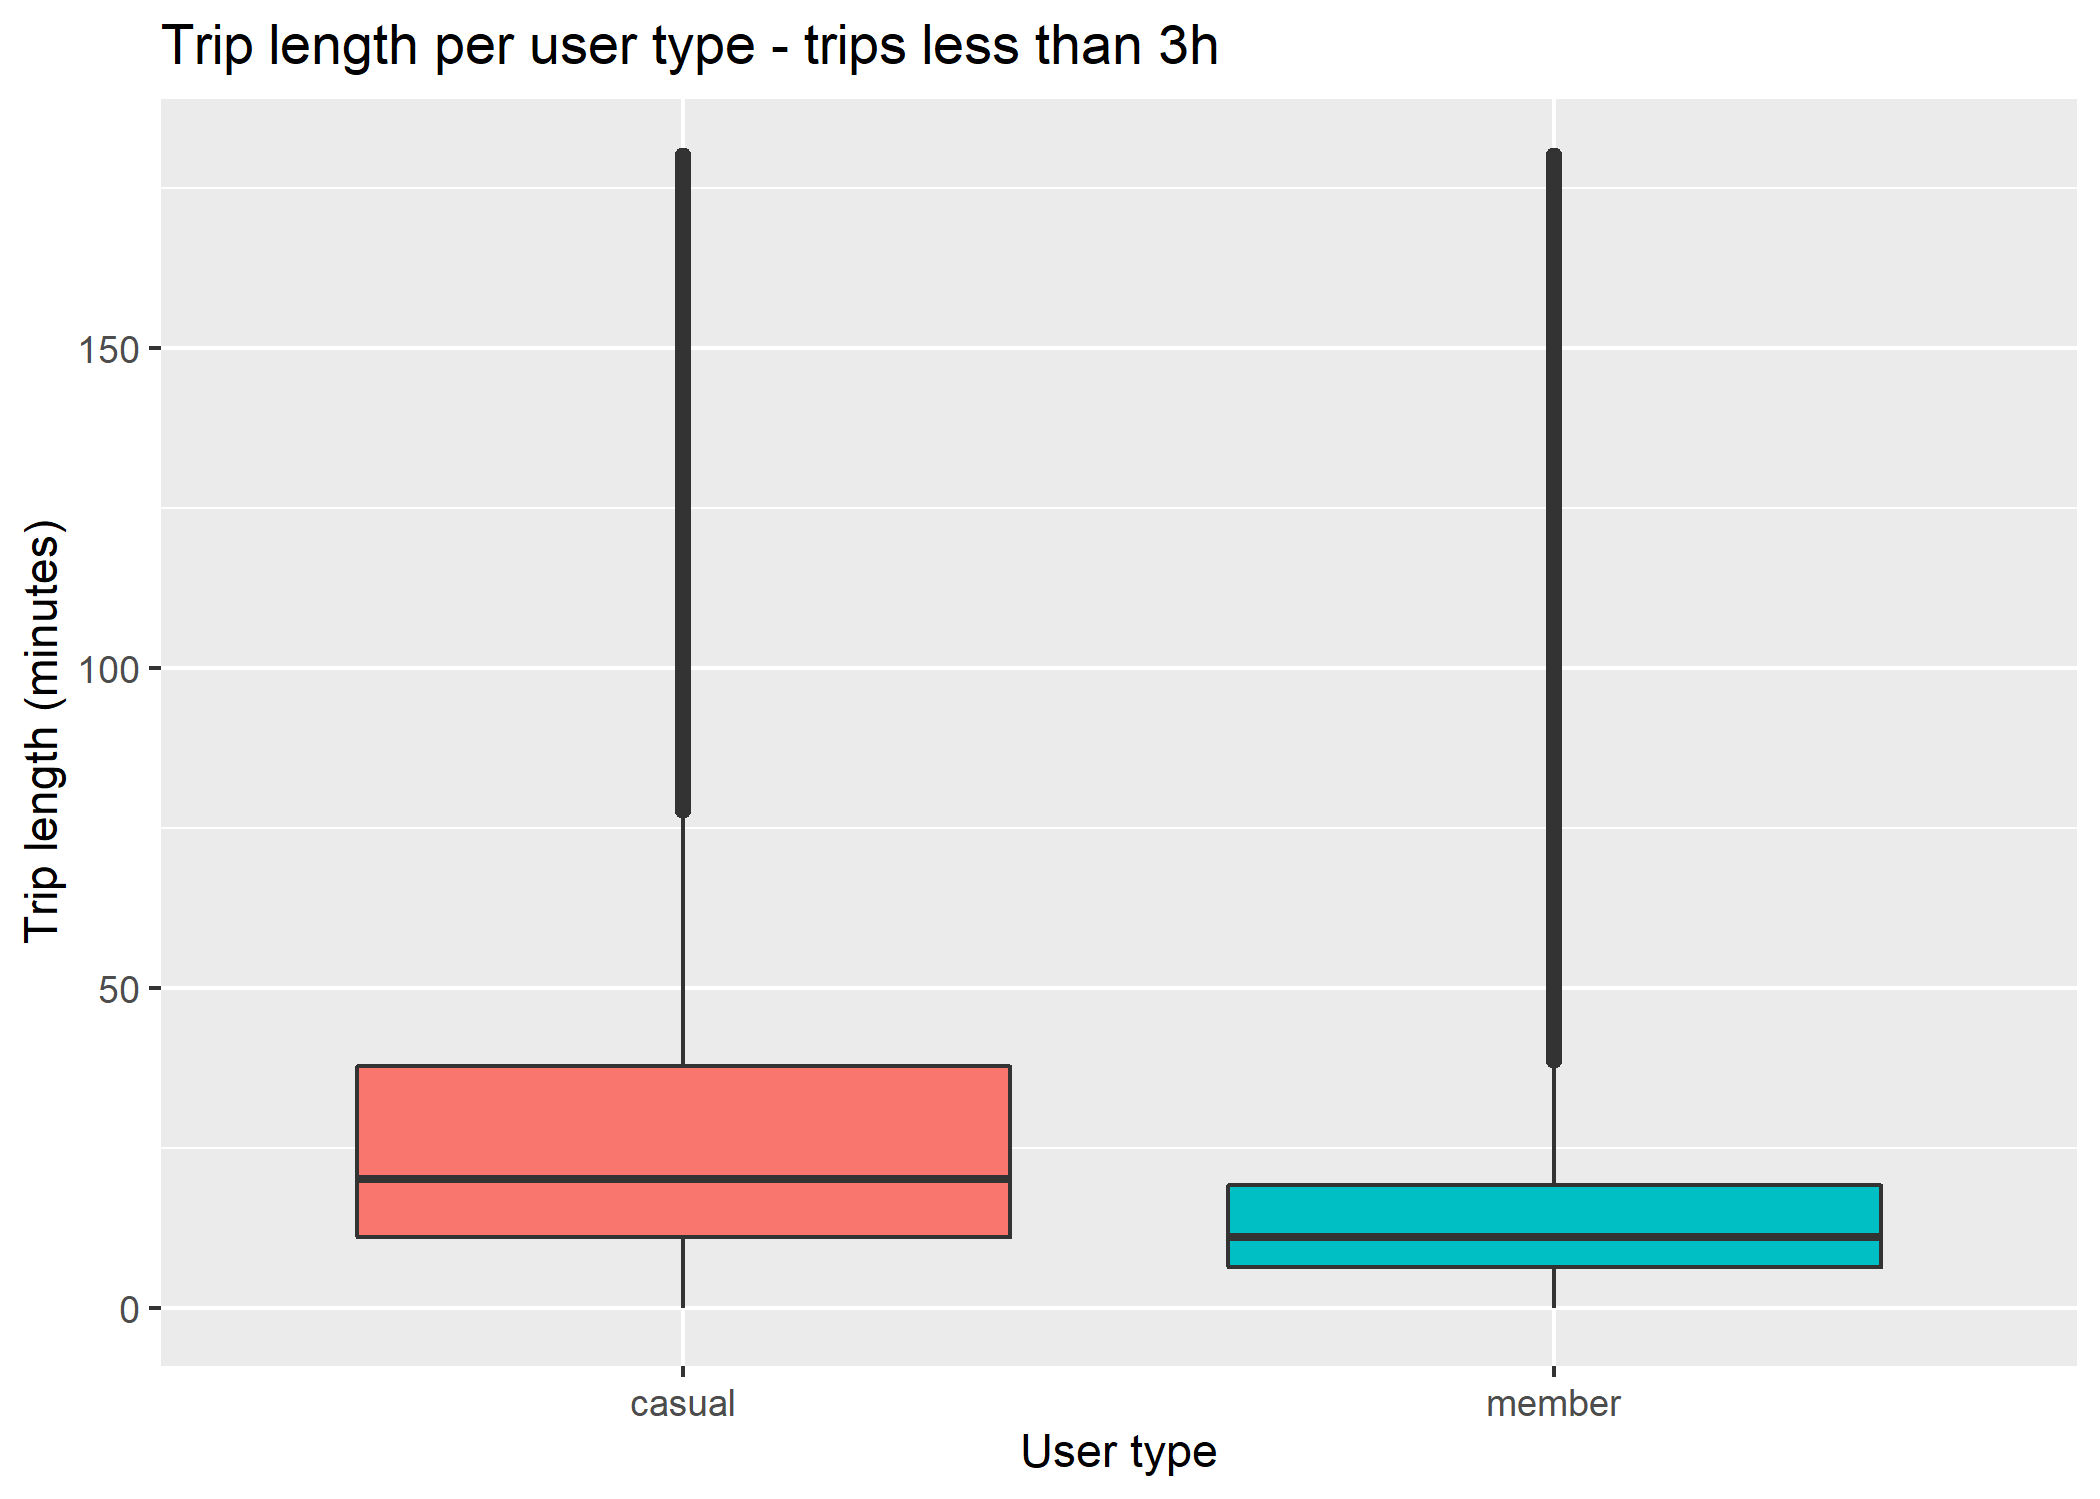 Trip length per user type - trips less than 3h
Trip length (minutes)
150
100
50
0
casual
member
User type